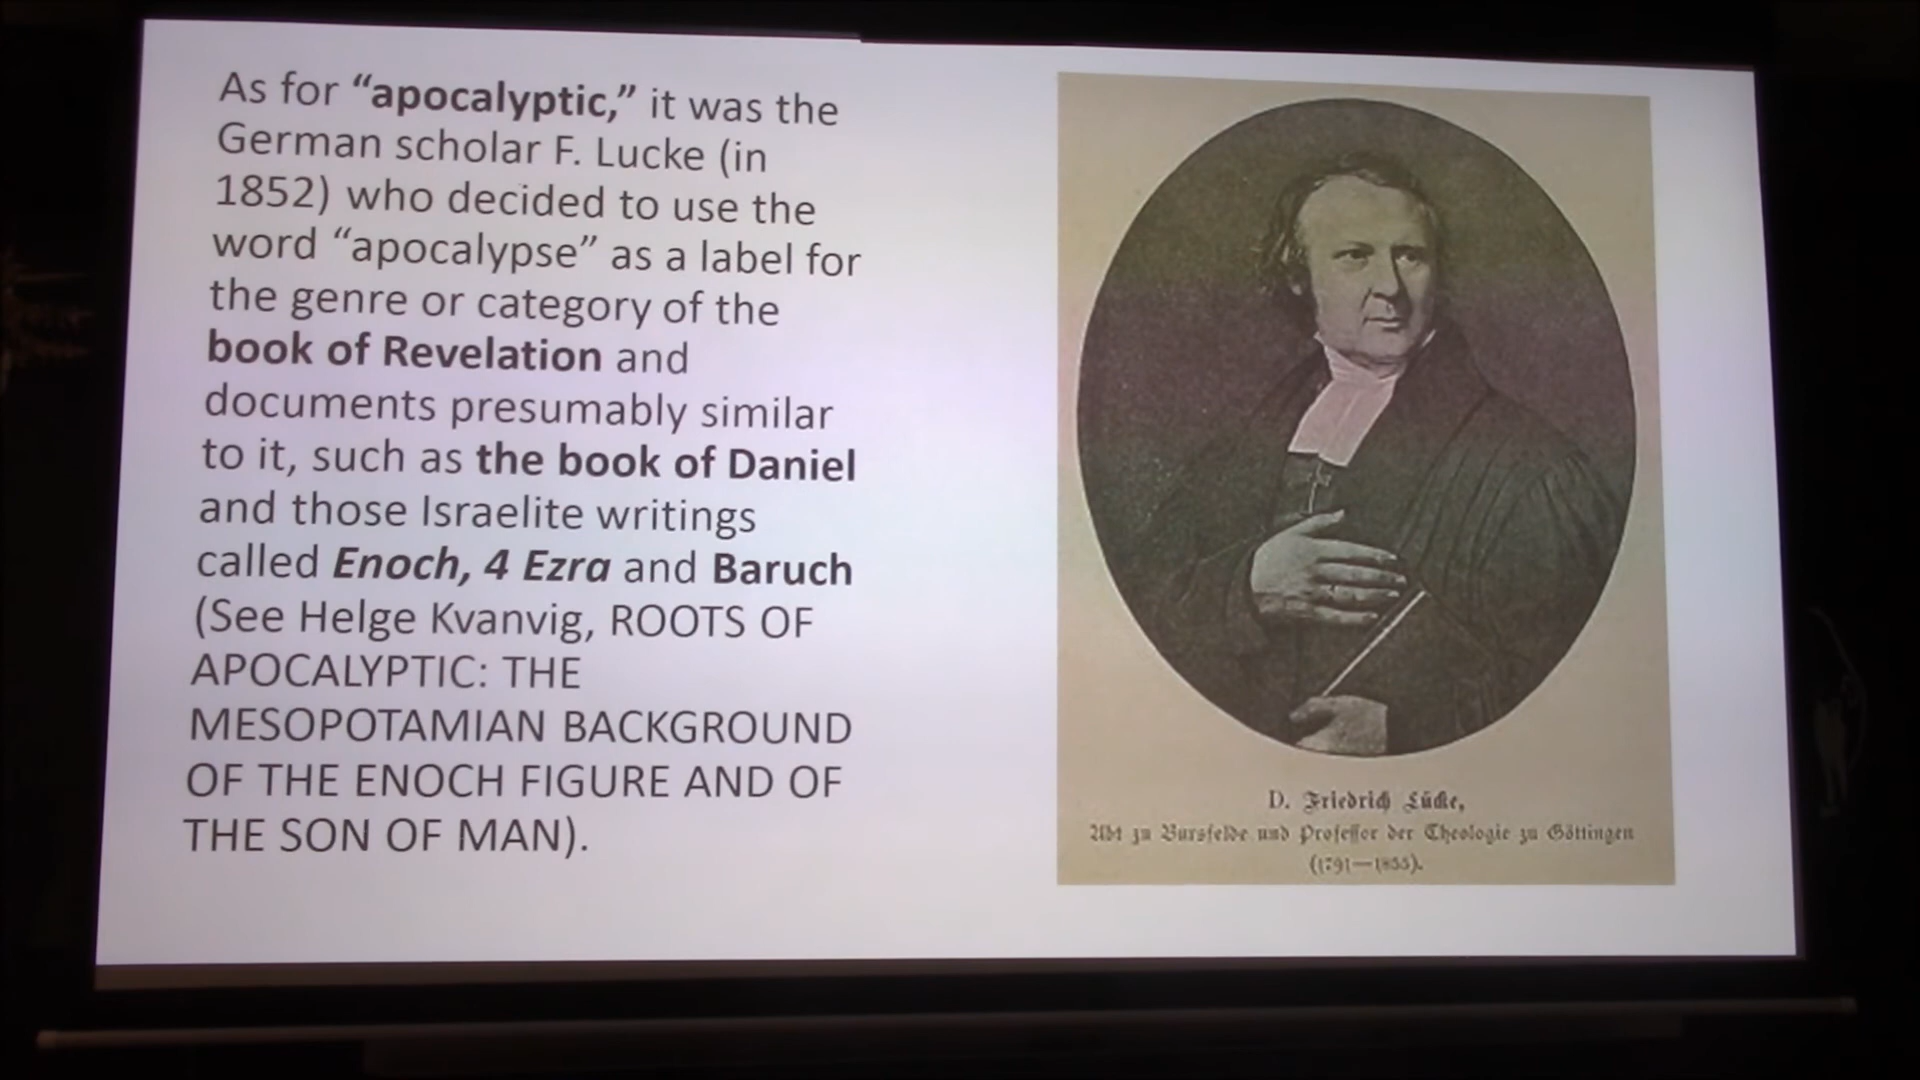 As for “apocalyptic,” it was the
German scholar F. Lucke (in
1852) who decided to use the
word “apocalypse” as a label for
the genre or category of the
book of Revelation and
documents presumably similar
to it, such as the book of Daniel
and those Israelite writings
called Enoch, 4 Ezra and Baruch
(See Helge Kvanvig, ROOTS OF
APOCALYPTIC: THE
MESOPOTAMIAN BACKGROUND
OF THE ENOCH FIGURE AND OF
THE SON OF MAN).
D. Friedrich Lücke,
Abt zu Bursfelde und Professor der Theologie zu Göttingen
(1791—1855).